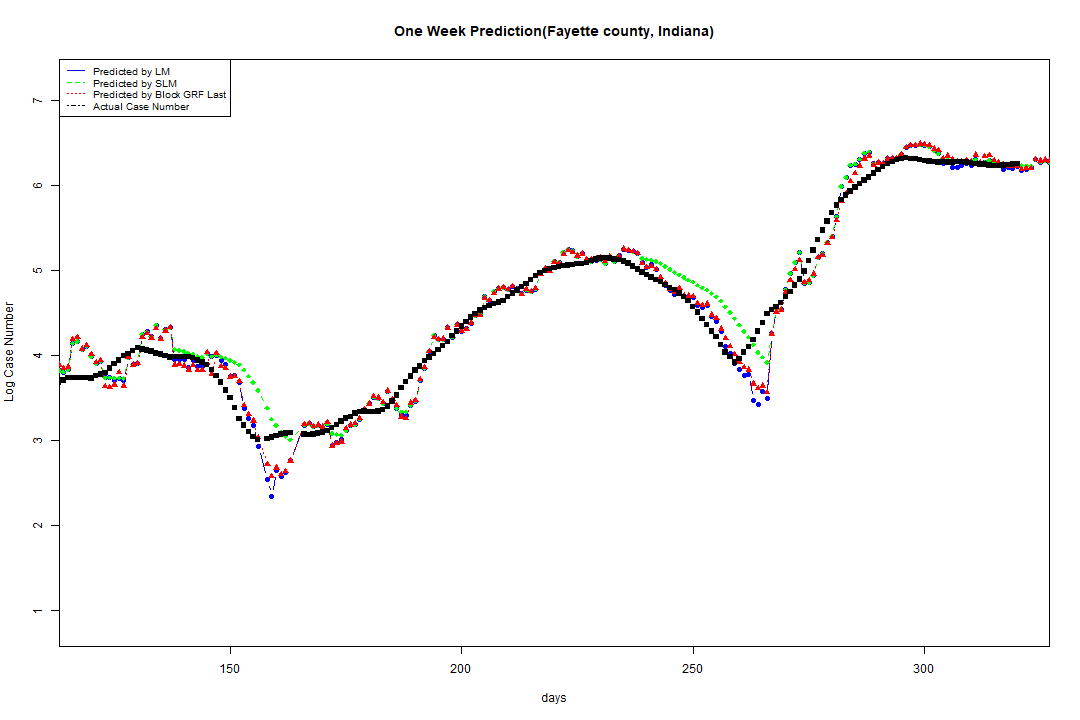 One Week Prediction(Fayette county, Indiana)
Predicted by LM
Predicted by SLM
Predicted by Block GRF Last
Actual Case Number
7
6
5
4
3
2
1
Log Case Number
150 200 250 300
days